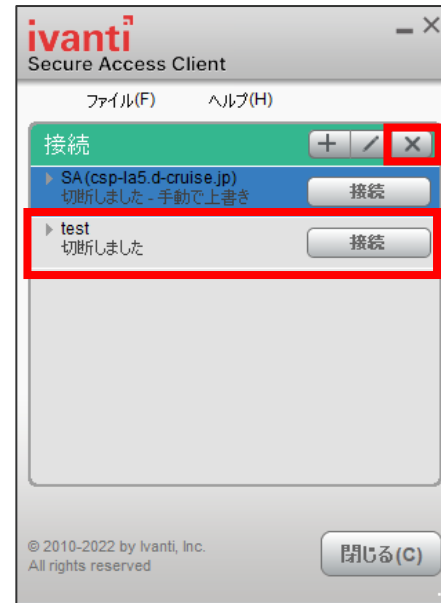 ivanti
Secure Access Client
ファイル(F) ヘルプ(H)
接続
SA(csp-la5.d-cruise.jp)
切断しました - 手動で上書き
接続
test
切断しました
接続
© 2010-2022 by Ivanti, Inc.
All rights reserved
閉じる(C)